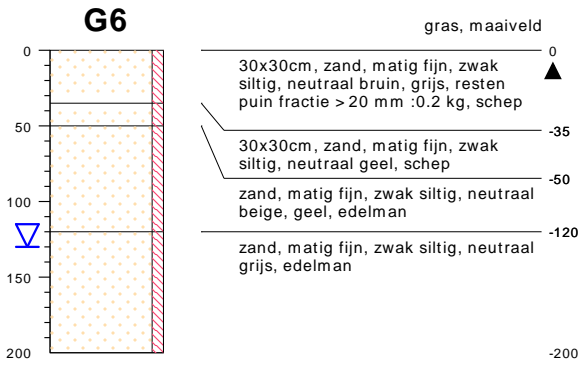 G6
gras, maaiveld
0
0
30x30cm, zand, matig fijn, zwak
siltig, neutraal bruin, grijs, resten
puin fractie > 20 mm :0.2 kg, schep
-35
50
30x30cm, zand, matig fijn, zwak
siltig, neutraal geel, schep
-50
zand, matig fijn, zwak siltig, neutraal
beige, geel, edelman
100
-120
zand, matig fijn, zwak siltig, neutraal
grijs, edelman
150
200
-200